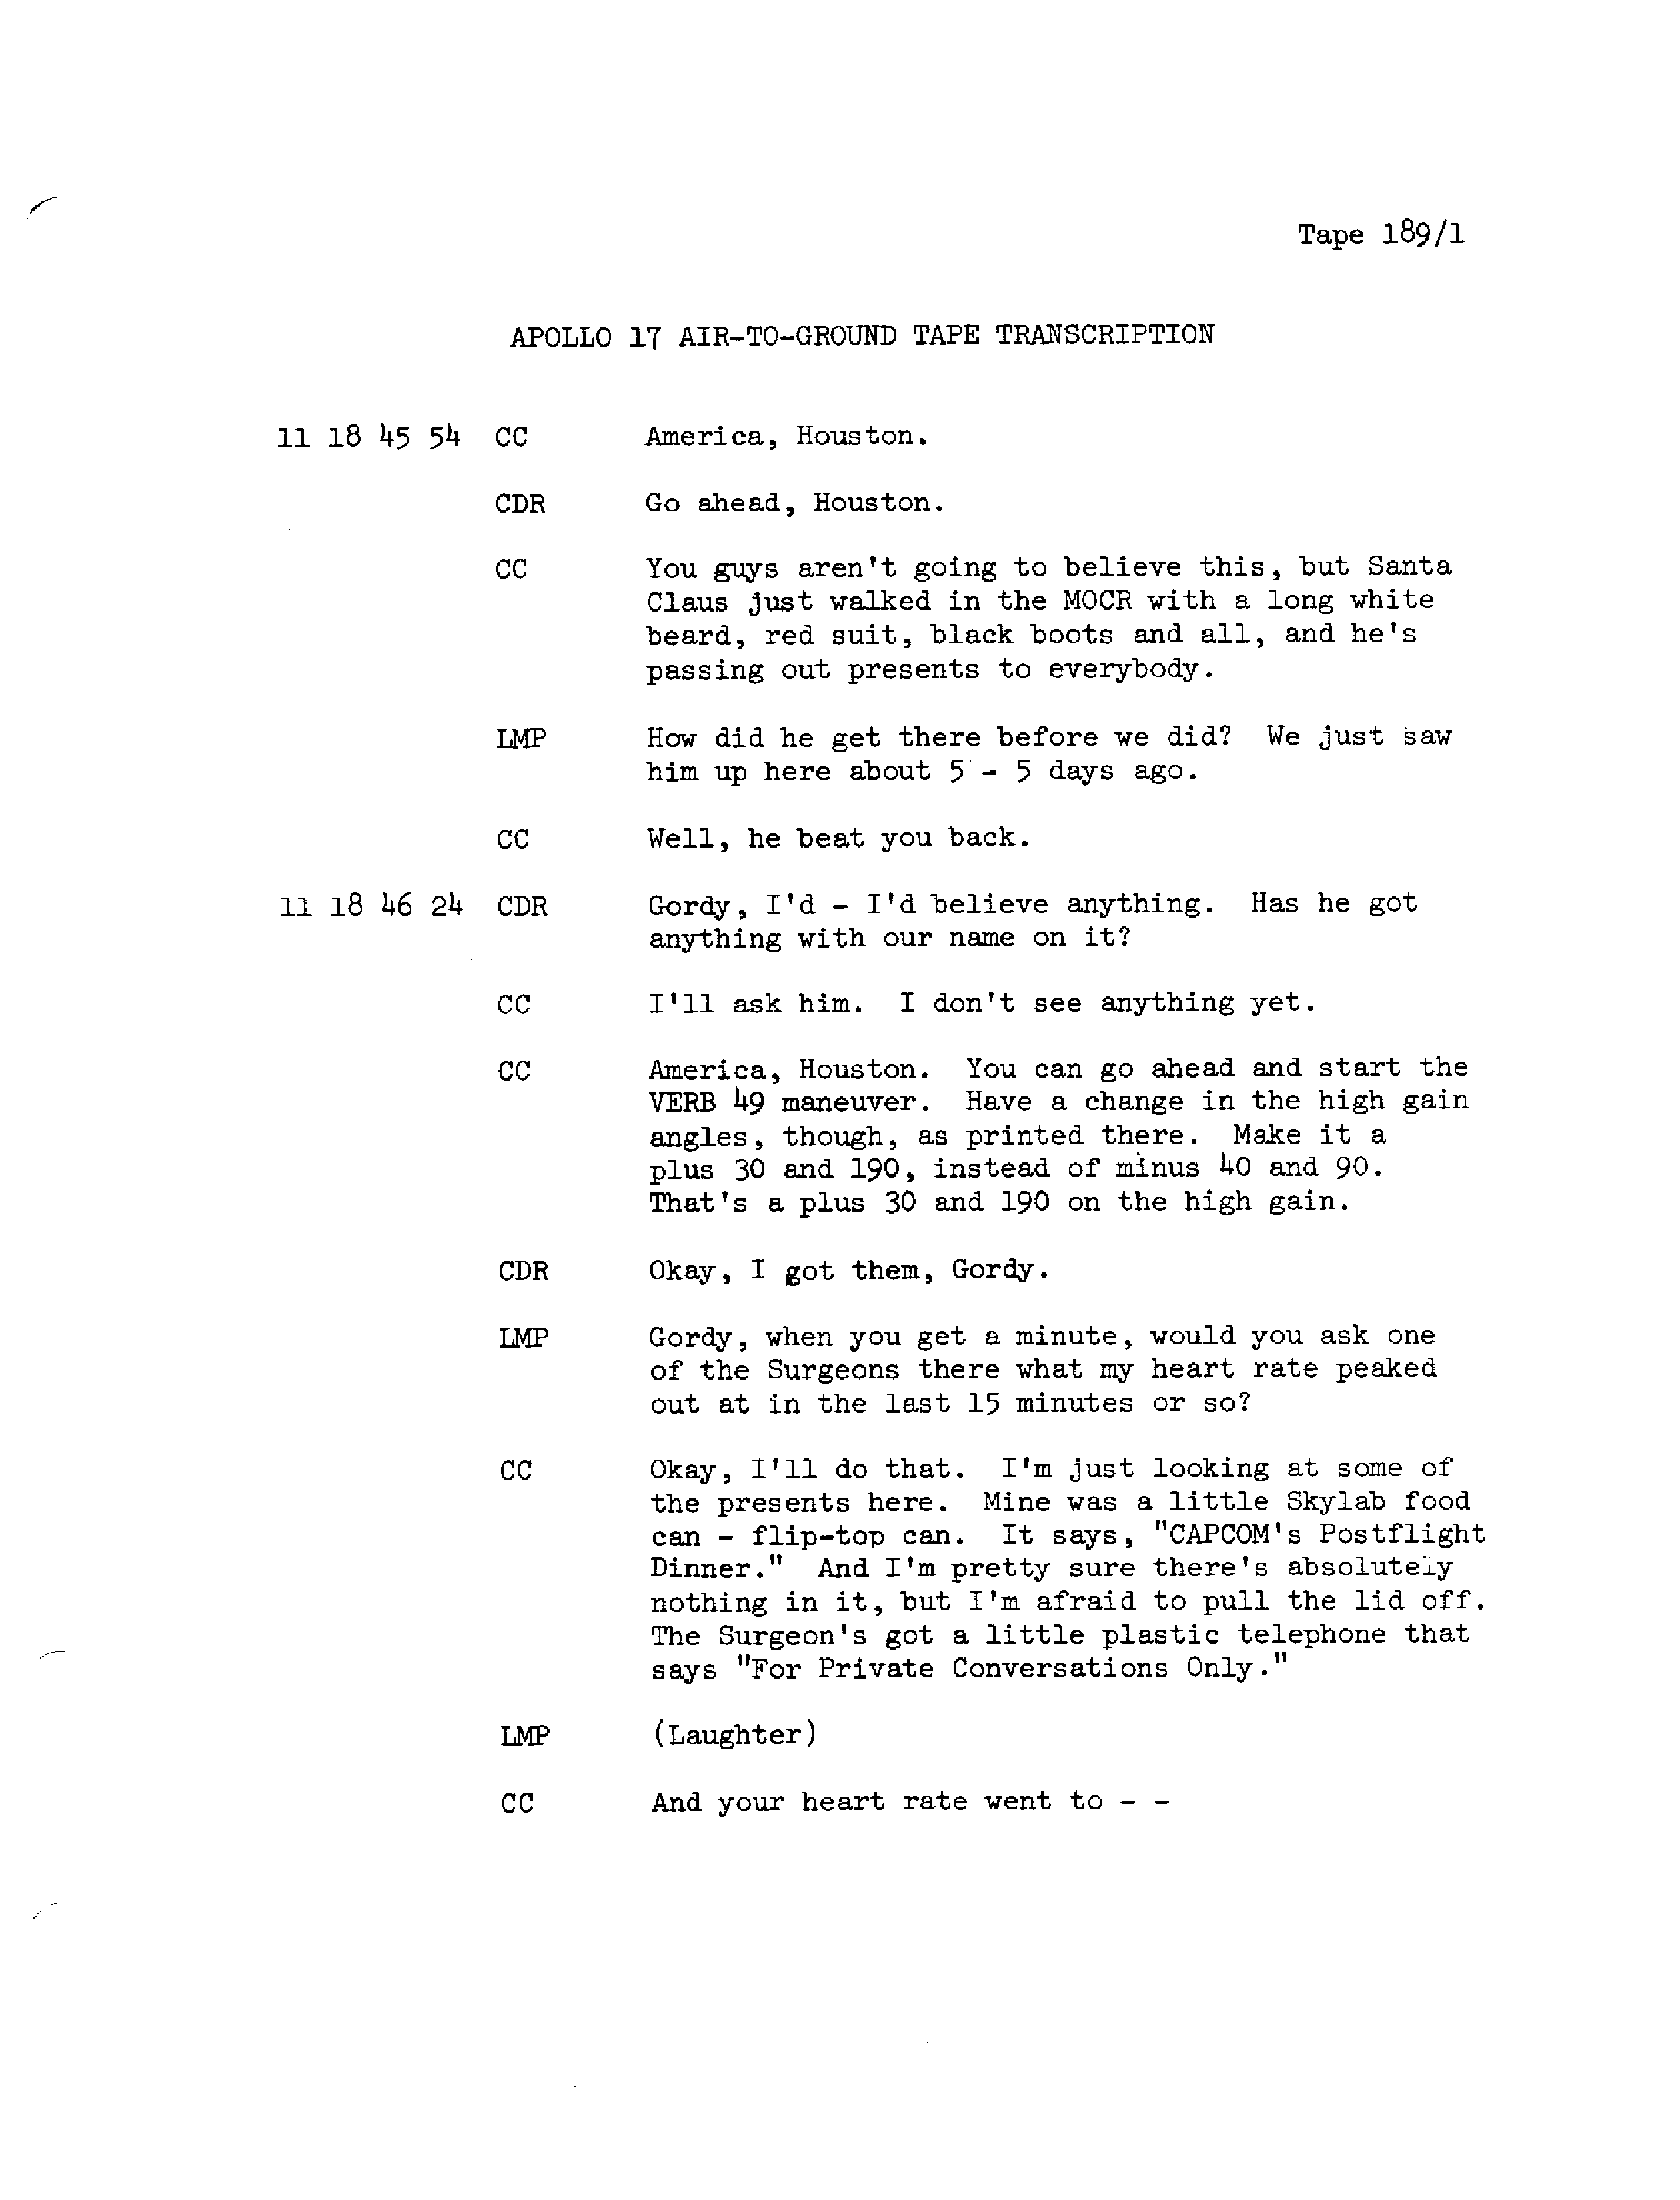 Tape 189/1
APOLLO 17 AIR-TO-GROUND TAPE TRANSCRIPTION
11 18 45 54 CC America, Houston.
CDR Go ahead, Houston.
CC You guys aren't going to believe this, but Santa
Claus just walked in the MOCR with a long white
beard, red suit, black boots and all, and he's
passing out presents to everybody.
LMP How did he get there before we did? We just saw
him up here about 5 - 5 days ago.
CC Well, he beat you back.
11 18 46 24 CDR Gordy, I'd - I'd believe anything. Has he got
anything with our name on it?
CC I'll ask him. I don't see anything yet.
CC America, Houston. You can go ahead and start the
VERB 49 maneuver. Have a change in the high gain
angles, though, as printed there. Make it a
plus 30 and 190, instead of minus 40 and 90.
That's a plus 30 and 190 on the high gain.
CDR Okay, I got them, Gordy.
LMP Gordy, when you get a minute, would you ask one
of the Surgeons there what my heart rate peaked
out at in the last 15 minutes or so?
CC Okay, I'll do that. I'm just looking at some of
the presents here. Mine was a little Skylab food
can - flip-top can. It says, "CAPCOM's Postflight
Dinner." And I'm pretty sure there's absolutely
nothing in it, but I'm afraid to pull the lid off.
The Surgeon's got a little plastic telephone that
says "For Private Conversations Only."
LMP (Laughter)
CC And your heart rate went to - -